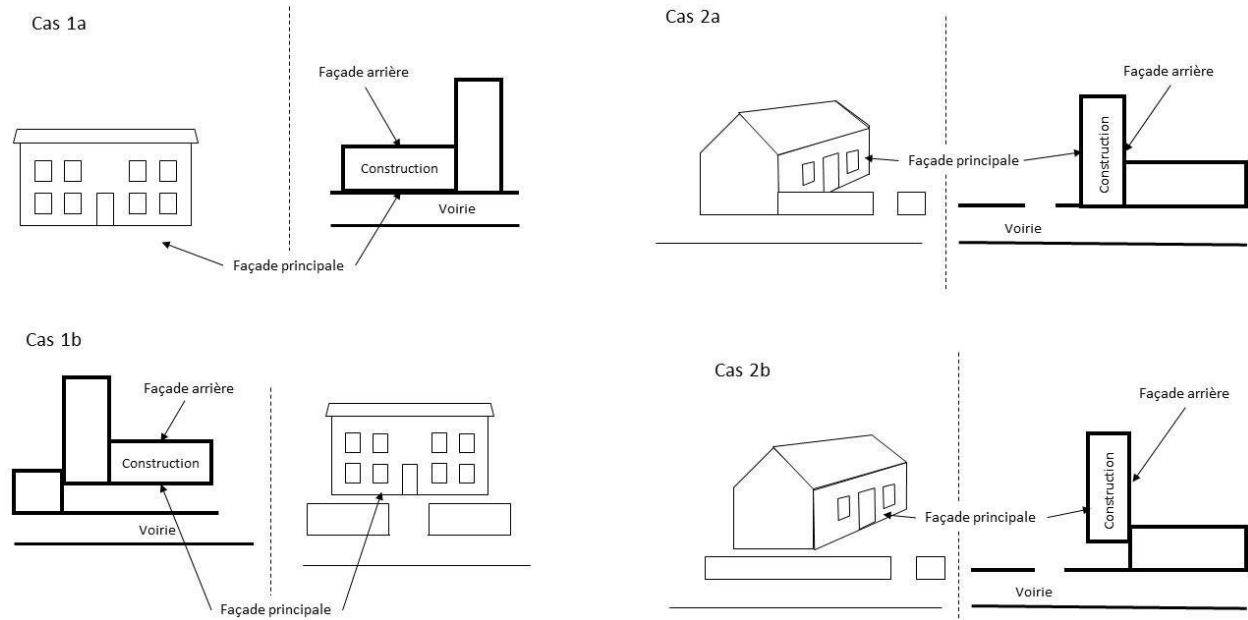 Cas 1a
Façade arrière
Construction
Voirie
Façade principale
Cas 2a
Façade arrière
Construction
Façade principale
Voirie
Cas 1b
Façade arrière
Construction
Voirie
Façade principale
Cas 2b
Façade arrière
Construction
Façade principale
Voirie